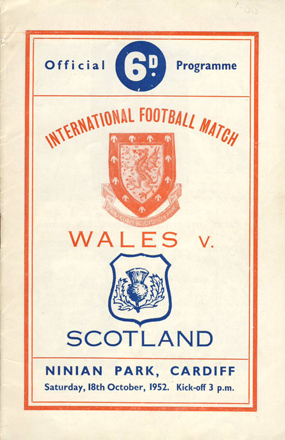 Official 6D. Programme
INTERNATIONAL FOOTBALL MATCH
WALES v.
SCOTLAND
NINIAN PARK, CARDIFF
Saturday, 18th October, 1952. Kick-off 3 p.m.